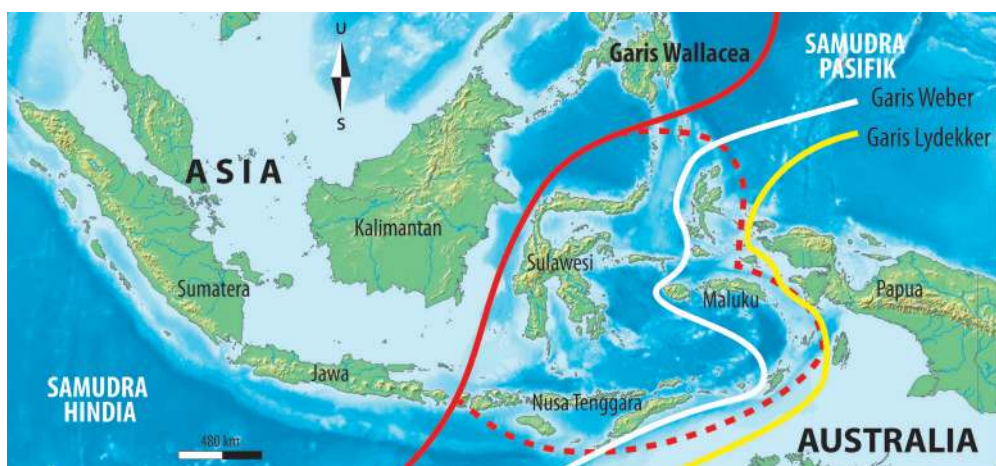 U
S
Garis Wallacea
SAMUDRA
PASIFIK
Garis Weber
Garis Lydekker
ASIA
Kalimantan
Sumatera
Sulawesi
Maluku
Papua
Jawa
Nusa Tenggara
SAMUDRA
HINDIA
480 km
AUSTRALIA